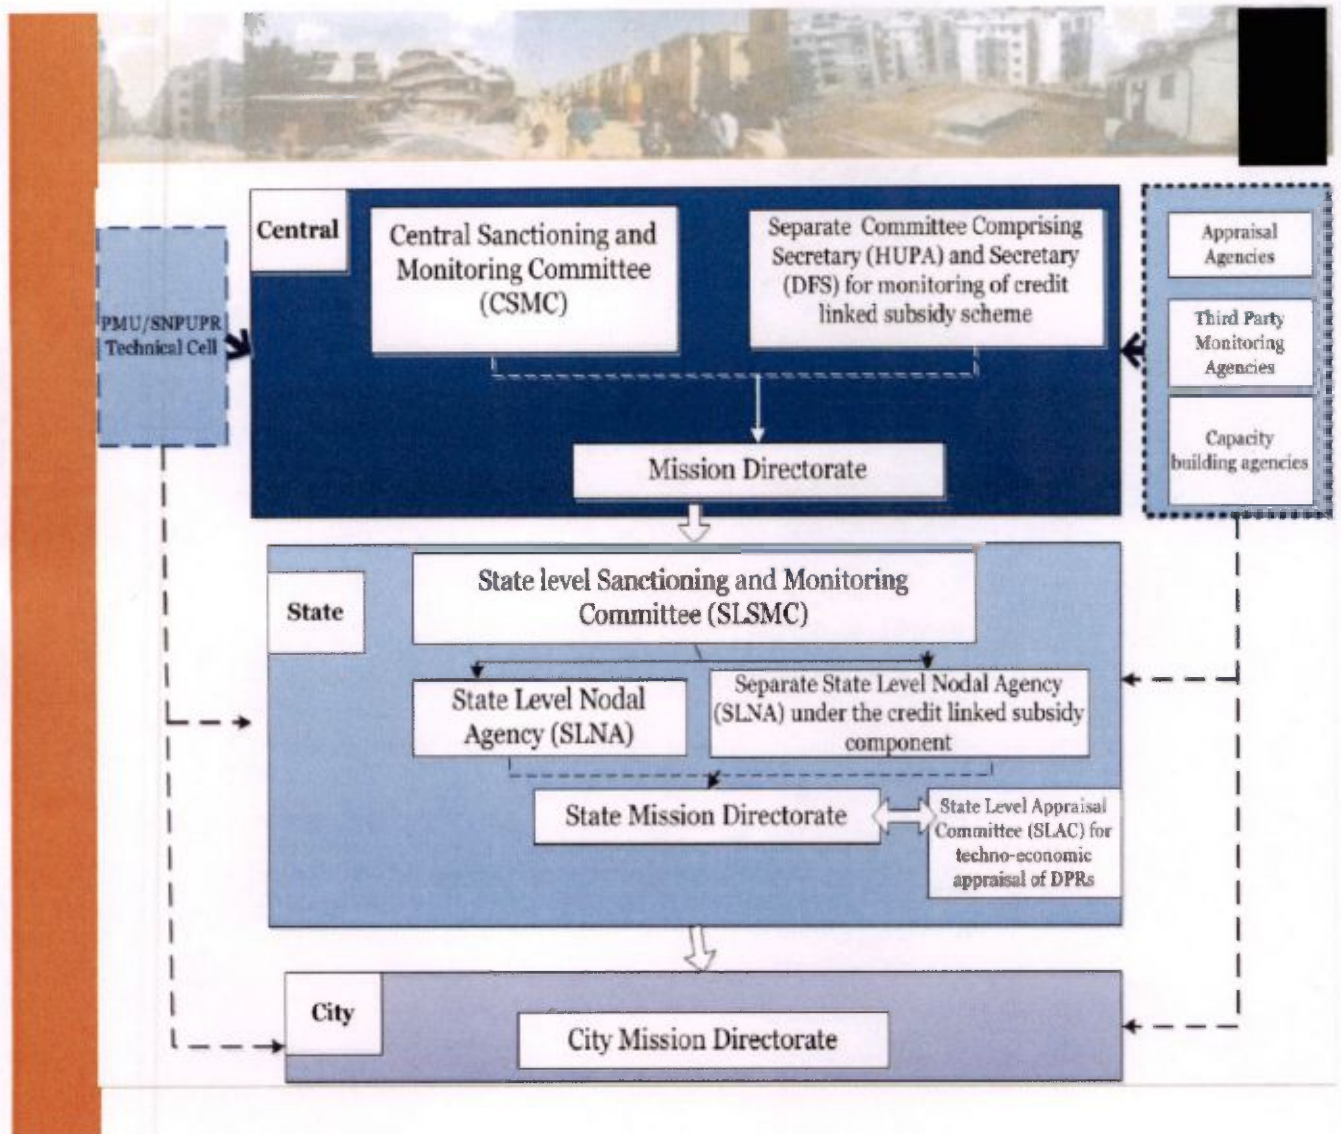 Central
Central Sanctioning and
Monitoring Committee
(CSMC)
Separate Committee Comprising
Secretary (HUPA) and Secretary
(DFS) for monitoring of credit
linked subsidy scheme
Appraisal
Agencies
PMU/SNPUPR
Technical Cell
Third Party
Monitoring
Agencies
Capacity
building agencies
Mission Directorate
State
State level Sanctioning and Monitoring
Committee (SLSMC)
State Level Nodal
Agency (SLNA)
Separate State Level Nodal Agency
(SLNA) under the credit linked subsidy
component
State Mission Directorate
State Level Appraisal
Committee (SLAC) for
techno-economic
appraisal of DPRs
City
City Mission Directorate